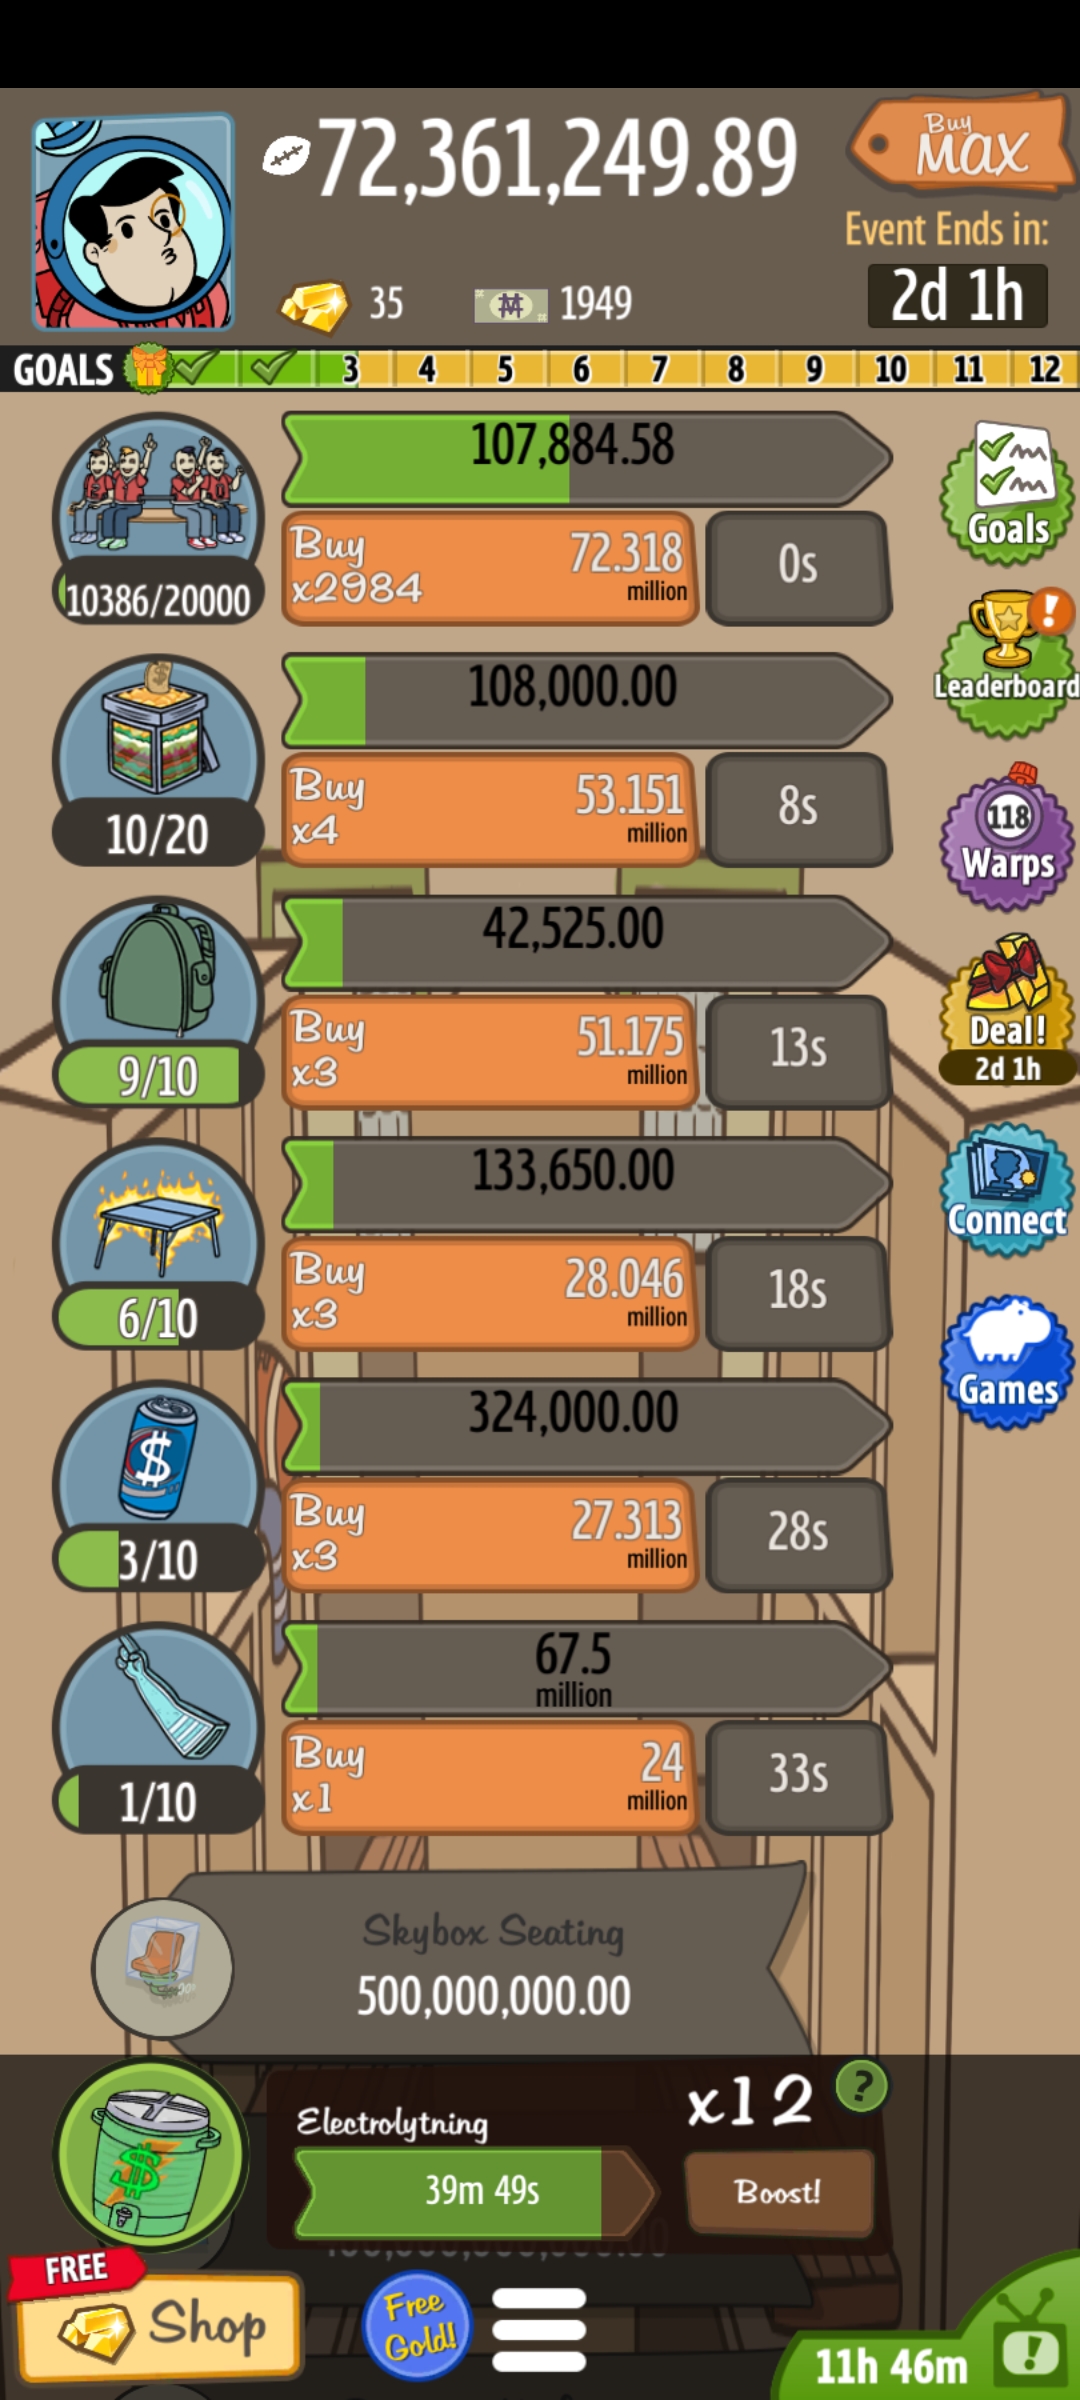 72,361,249.89
Buy
MAX
Event Ends in:
2d 1h
35
1949
GOALS 3 4 5 6 7 8 9 10 11 12
107,884.58
Buy
x2984
72.318
million
0s
10386/20000
Goals
108,000.00
Leaderboard
Buy
x4
53.151
million
8s
10/20
118
Warps
42,525.00
Buy
x3
51.175
million
13s
9/10
Deal!
2d 1h
133,650.00
Connect
Buy
x3
28.046
million
18s
6/10
Games
324,000.00
Buy
x3
27.313
million
28s
3/10
67.5
million
Buy
x1
24
million
33s
1/10
Skybox Seating
500,000,000.00
x12
?
Electrolytning
39m 49s
Boost!
FREE
Shop
Free
Gold!
11h 46m